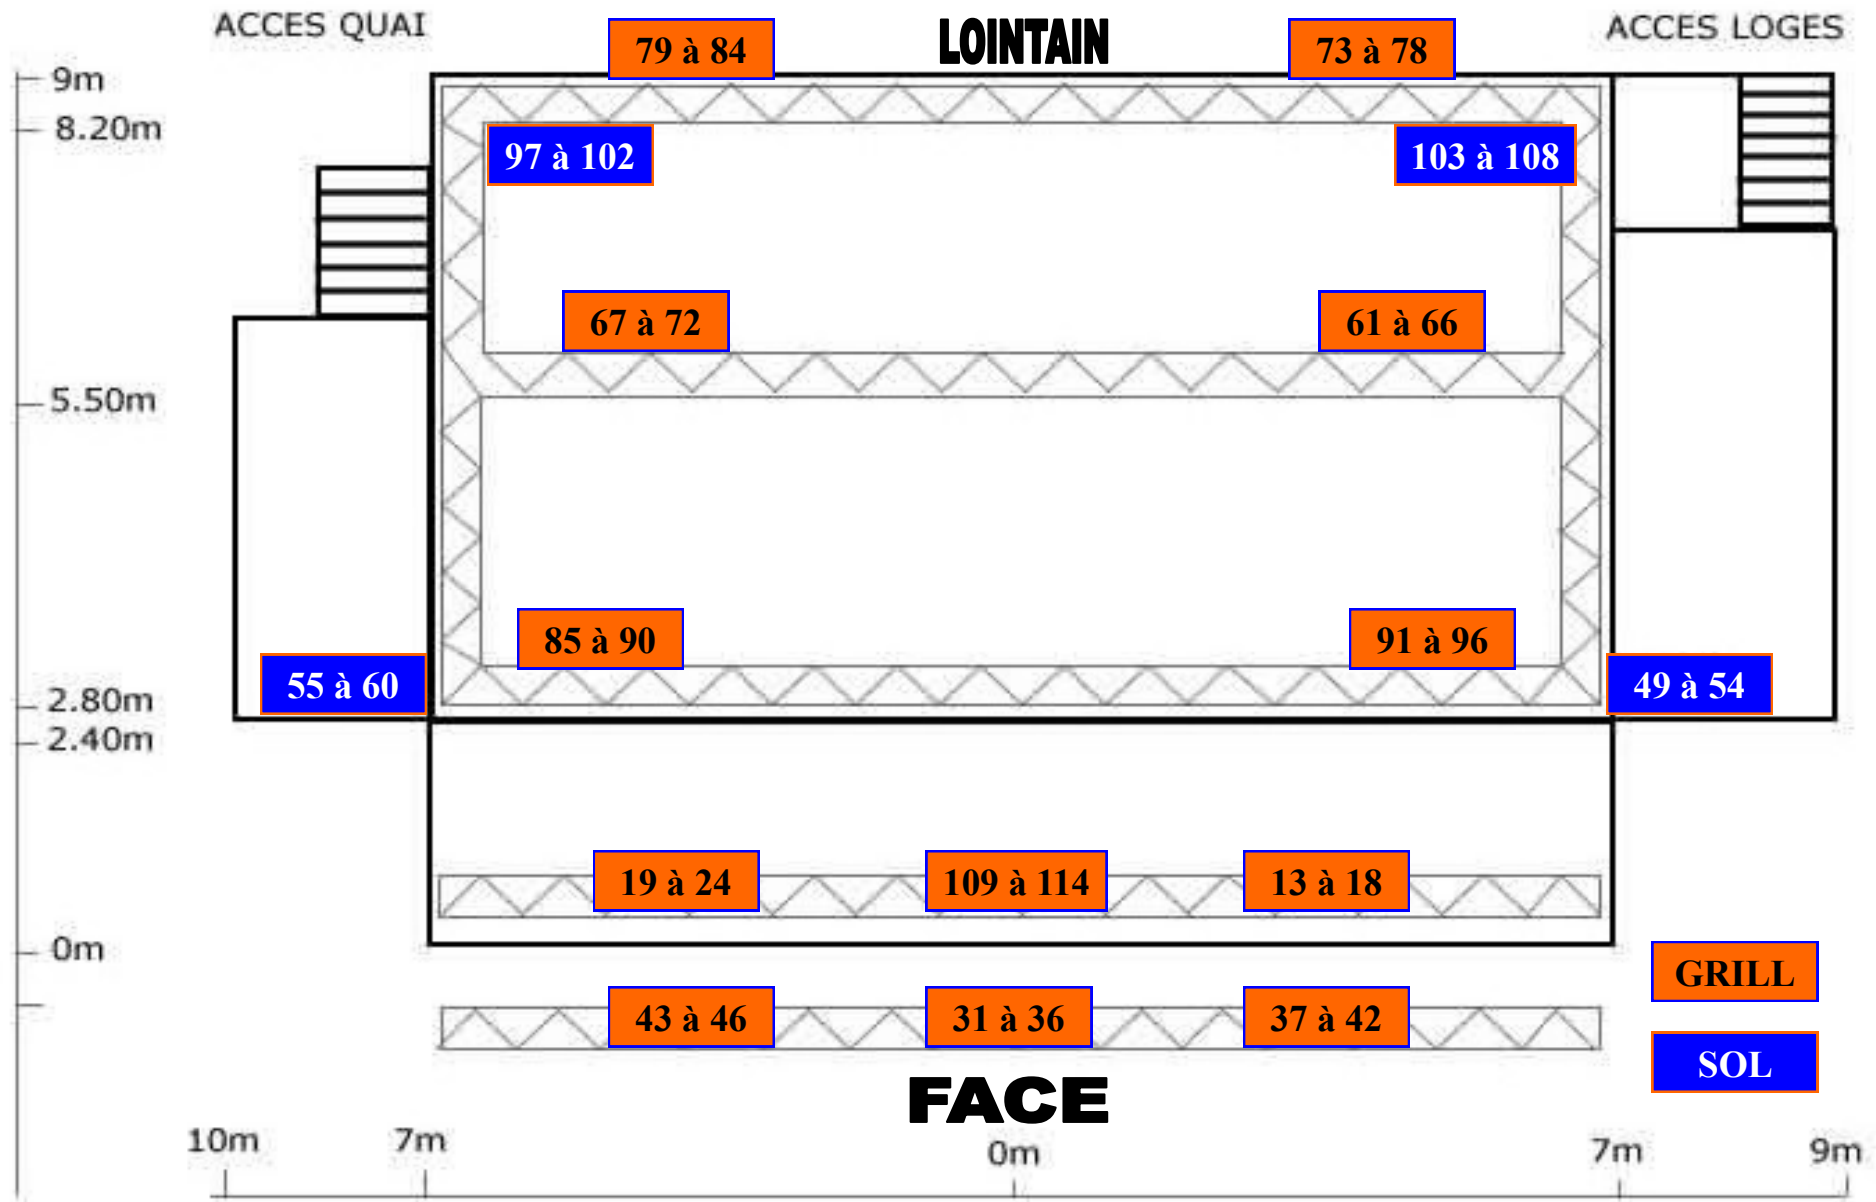 ACCES QUAI
LOINTAIN
ACCES LOGES
79 à 84
73 à 78
9m
8.20m
97 à 102
103 à 108
67 à 72
61 à 66
5.50m
85 à 90
91 à 96
55 à 60
49 à 54
2.80m
2.40m
19 à 24
109 à 114
13 à 18
0m
GRILL
43 à 46
31 à 36
37 à 42
SOL
FACE
10m
7m
0m
7m
9m